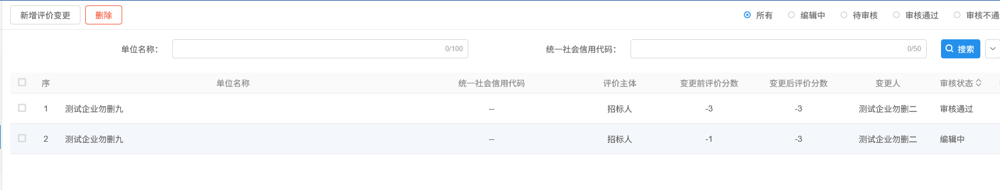 新增评价变更 删除 所有 编辑中 待审核 审核通过 审核不通
单位名称： 0/100 统一社会信用代码： 0/50 搜索
序 单位名称 统一社会信用代码 评价主体 变更前评价分数 变更后评价分数 变更人 审核状态
1 测试企业勿删九 -- 招标人 -3 -3 测试企业勿删二 审核通过
2 测试企业勿删九 -- 招标人 -1 -3 测试企业勿删二 编辑中